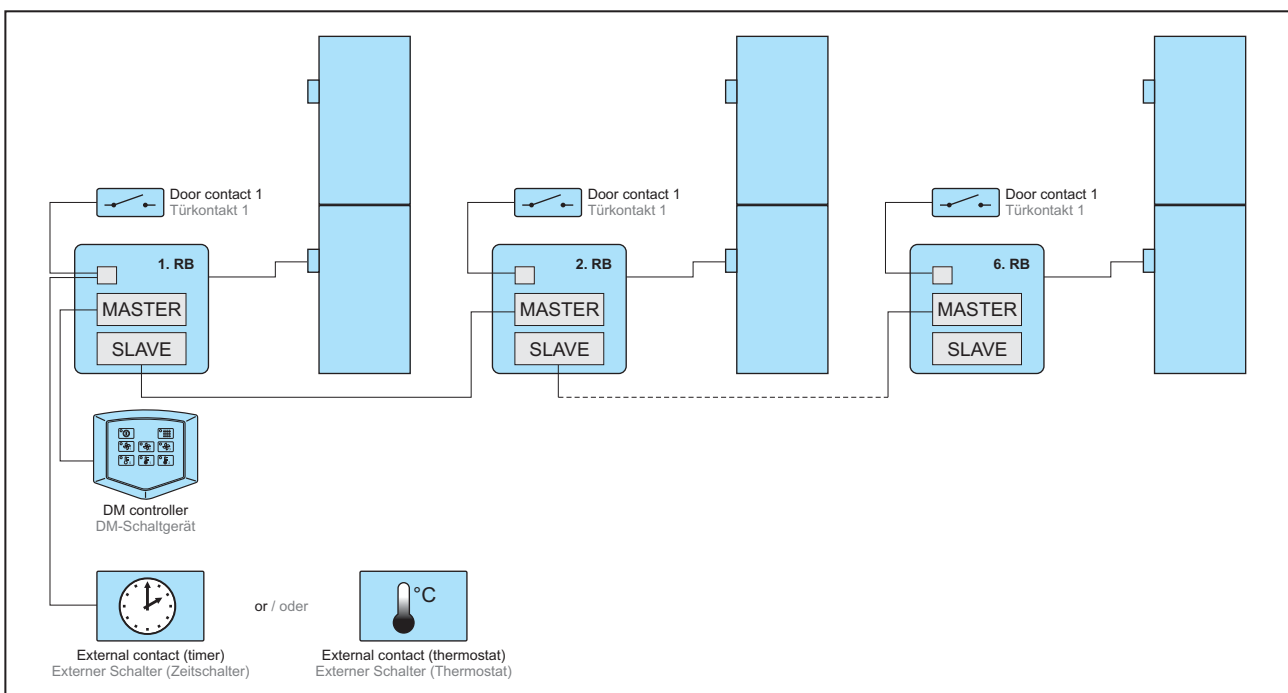 Door contact 1
Türkontakt 1
Door contact 1
Türkontakt 1
Door contact 1
Türkontakt 1
1. RB
MASTER
SLAVE
2. RB
MASTER
SLAVE
6. RB
MASTER
SLAVE
DM controller
DM-Schaltgerät
°C
or / oder
External contact (timer)
Externer Schalter (Zeitschalter)
External contact (thermostat)
Externer Schalter (Thermostat)